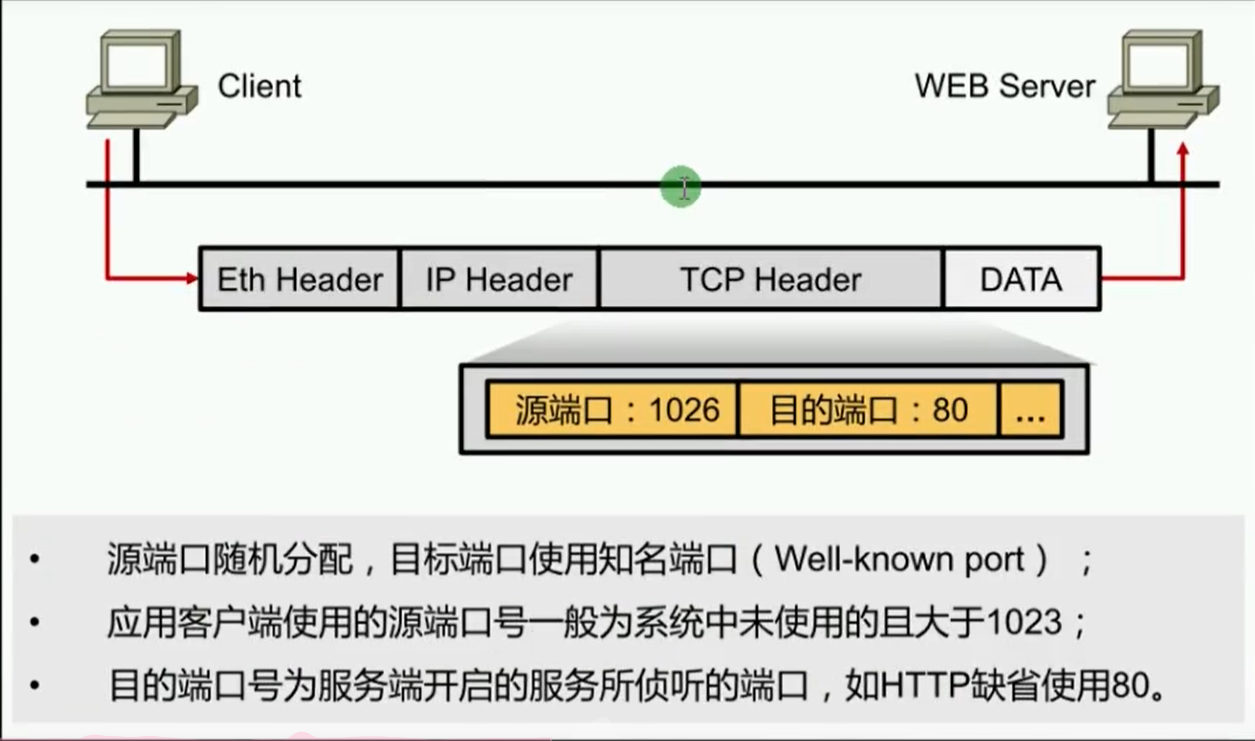 Client
WEB Server
Eth Header
IP Header
TCP Header
DATA
源端口：1026
目的端口：80
...
• 源端口随机分配，目标端口使用知名端口（Well-known port）；
• 应用客户端使用的源端口号一般为系统中未使用的且大于1023；
• 目的端口号为服务端开启的服务所侦听的端口，如HTTP缺省使用80。